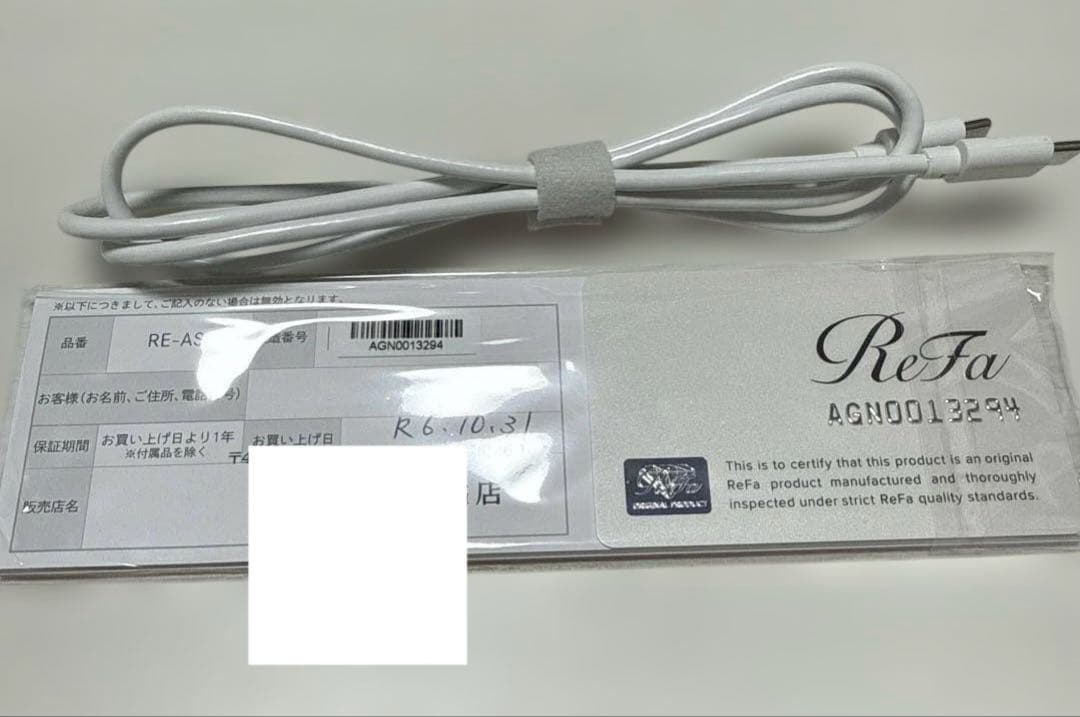 ※以下につきまして、ご記入のない場合は無効となります。
品番 RE-AS 造番号 AGN0013294
お客様(お名前、ご住所、電話 号)
保証期間 お買い上げ日より1年 ※付属品を除く お買い上げ日 R6.10.31
〒4
販売店名 店
ReFa
AGN0013294
ReFa
ORIGINAL PRODUCT
This is to certify that this product is an original
ReFa product manufactured and thoroughly
inspected under strict ReFa quality standards.